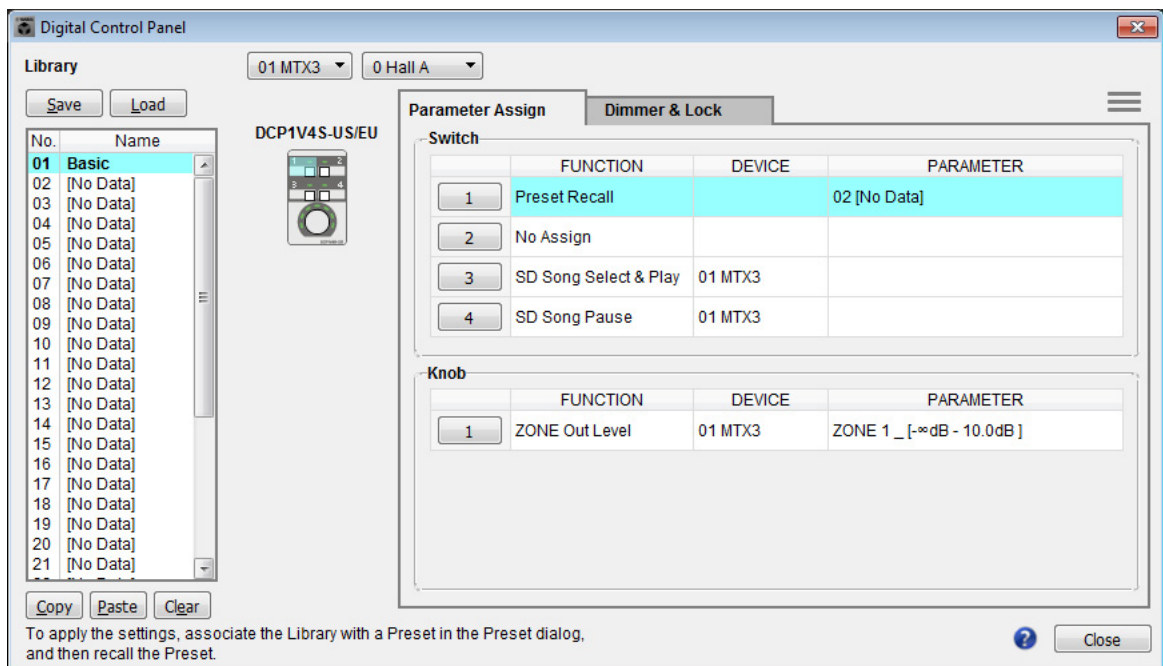 Digital Control Panel
Library
01 MTX3
0 Hall A
Save Load
Parameter Assign Dimmer & Lock
No. Name
01 Basic
02 [No Data]
03 [No Data]
04 [No Data]
05 [No Data]
06 [No Data]
07 [No Data]
08 [No Data]
09 [No Data]
10 [No Data]
11 [No Data]
12 [No Data]
13 [No Data]
14 [No Data]
15 [No Data]
16 [No Data]
17 [No Data]
18 [No Data]
19 [No Data]
20 [No Data]
21 [No Data]
Copy Paste Clear
DCP1V4S-US/EU
1 2
3 4
Switch
FUNCTION DEVICE PARAMETER
1 Preset Recall 02 [No Data]
2 No Assign
3 SD Song Select & Play 01 MTX3
4 SD Song Pause 01 MTX3
Knob
FUNCTION DEVICE PARAMETER
1 ZONE Out Level 01 MTX3 ZONE 1 _ [-∞dB - 10.0dB ]
To apply the settings, associate the Library with a Preset in the Preset dialog,
and then recall the Preset.
? Close